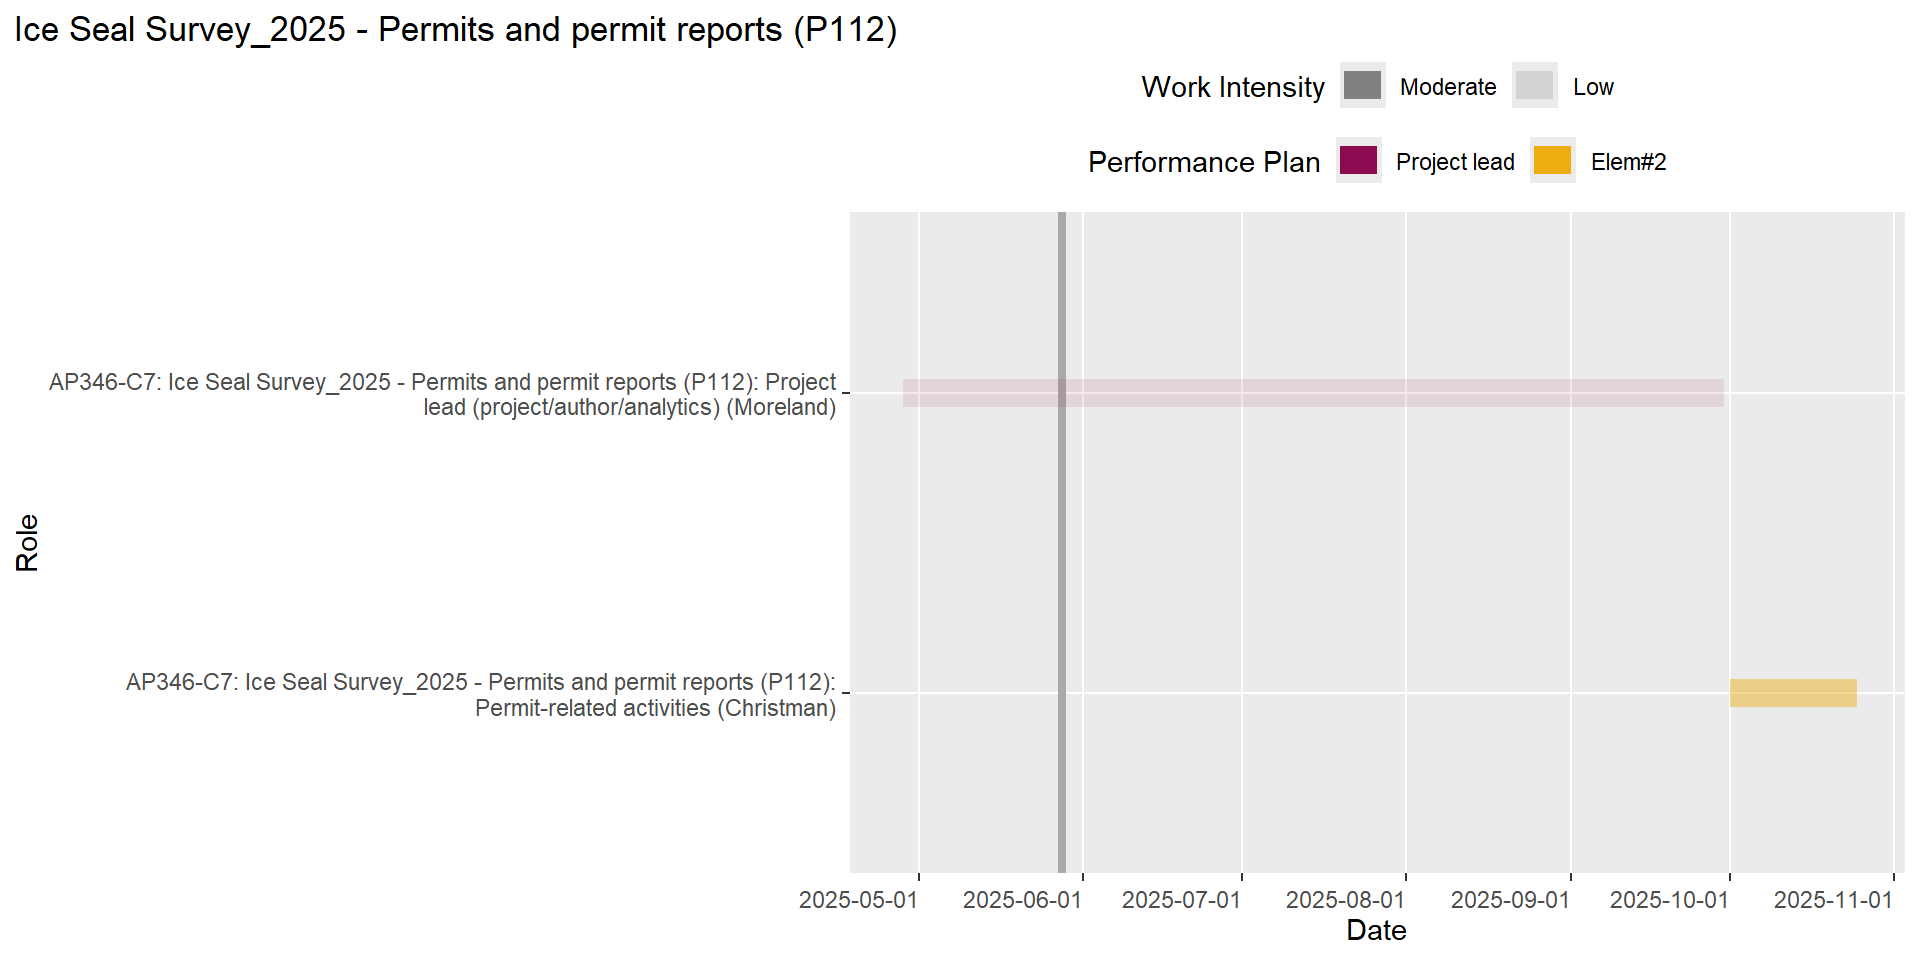 Ice Seal Survey_2025 - Permits and permit reports (P112)
Work Intensity Moderate Low
Performance Plan Project lead Elem#2
AP346-C7: Ice Seal Survey_2025 - Permits and permit reports (P112): Project
lead (project/author/analytics) (Moreland)
Role
AP346-C7: Ice Seal Survey_2025 - Permits and permit reports (P112):
Permit-related activities (Christman)
2025-05-01 2025-06-01 2025-07-01 2025-08-01 2025-09-01 2025-10-01 2025-11-01
Date